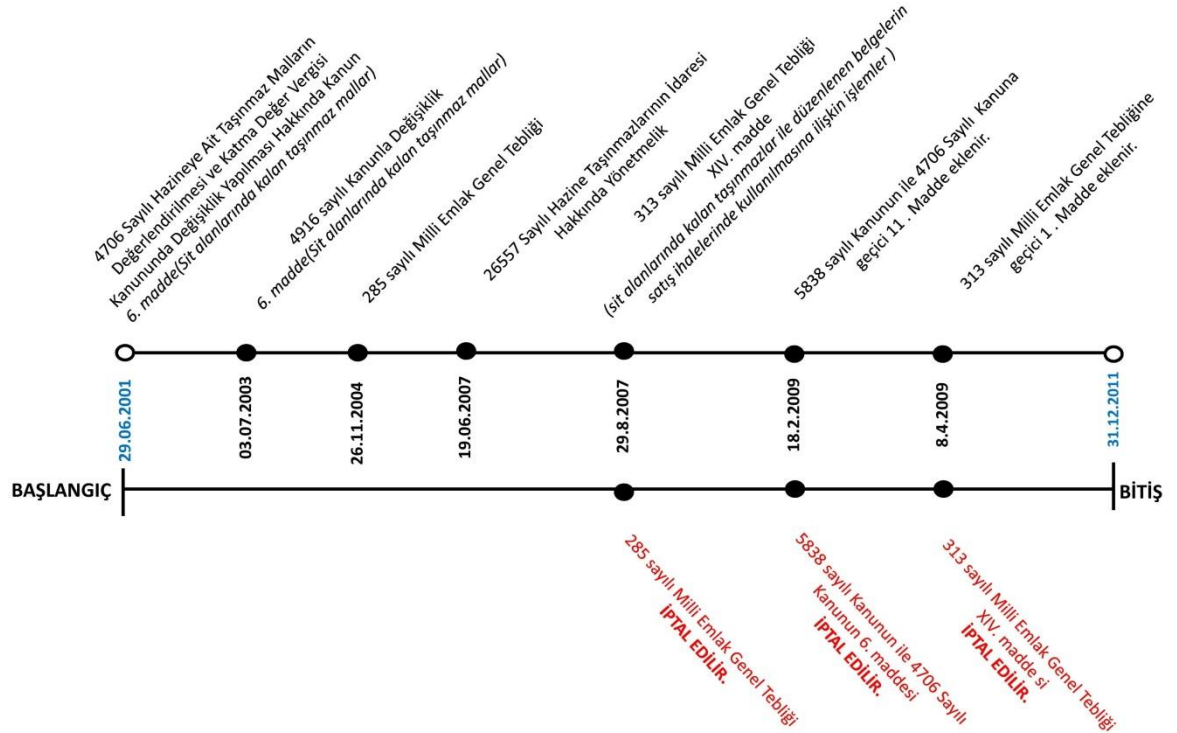 4706 Sayılı Hazineye Ait Taşınmaz Malların
Değerlendirilmesi ve Katma Değer Vergisi
Kanununda Değişiklik Yapılması Hakkında Kanun
6. madde(Sit alanlarında kalan taşınmaz mallar)
4916 sayılı Kanunla Değişiklik
6. madde(Sit alanlarında kalan taşınmaz mallar)
285 sayılı Milli Emlak Genel Tebliği
26557 Sayılı Hazine Taşınmazlarının İdaresi
Hakkında Yönetmelik
313 sayılı Milli Emlak Genel Tebliği
XIV. madde
(sit alanlarında kalan taşınmazlar ile düzenlenen belgelerin
satış ihalelerinde kullanılmasına ilişkin işlemler )
5838 sayılı Kanunun ile 4706 Sayılı Kanuna
geçici 11 . Madde eklenir.
313 sayılı Milli Emlak Genel Tebliğine
geçici 1 . Madde eklenir.
29.06.2001
03.07.2003
26.11.2004
19.06.2007
29.8.2007
18.2.2009
8.4.2009
31.12.2011
BAŞLANGIÇ
BİTİŞ
285 sayılı Milli Emlak Genel Tebliği
İPTAL EDİLİR.
5838 sayılı Kanunun ile 4706 Sayılı
Kanunun 6. maddesi
İPTAL EDİLİR.
313 sayılı Milli Emlak Genel Tebliği
XIV. madde si
İPTAL EDİLİR.